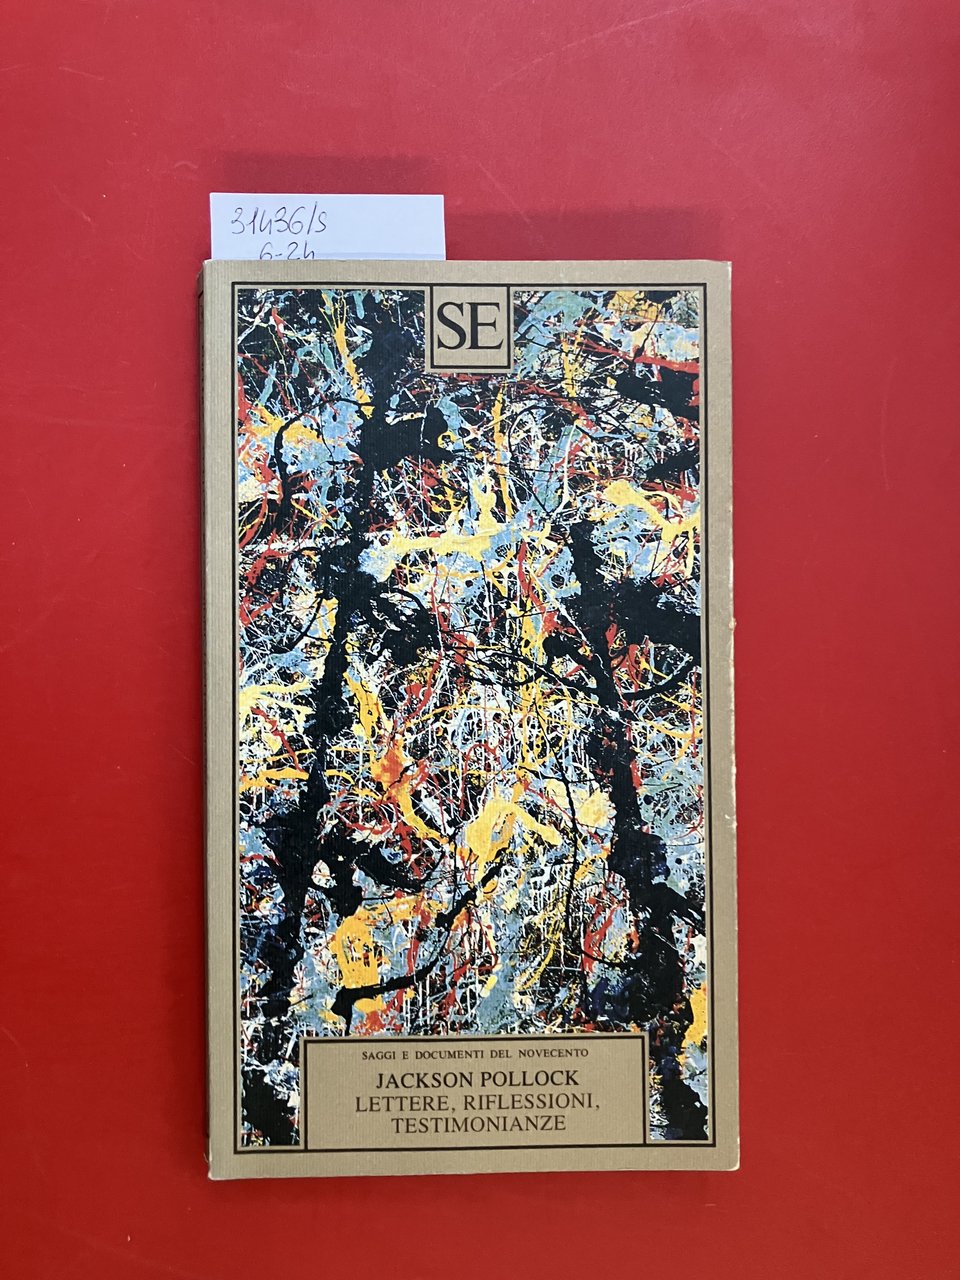 31436/s
6-24
SE
SAGGI E DOCUMENTI DEL NOVECENTO
JACKSON POLLOCK
LETTERE, RIFLESSIONI,
TESTIMONIANZE